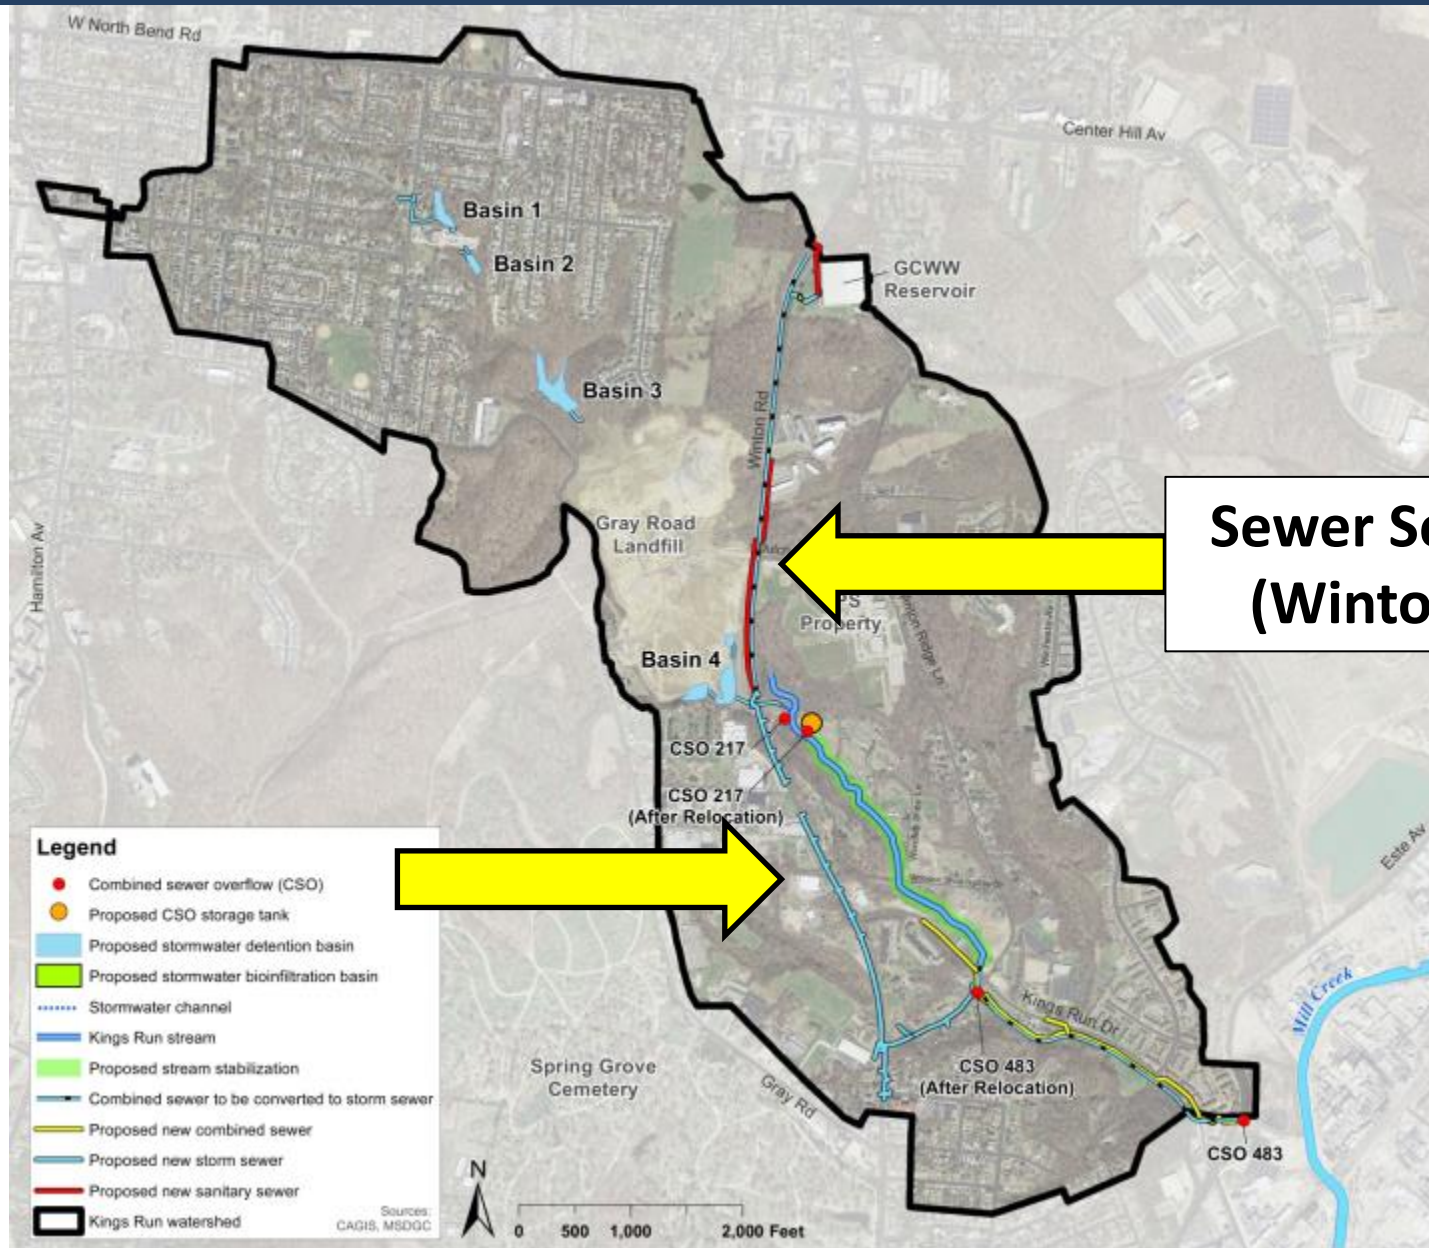 W North Bend Rd
Center Hill Av
Basin 1
Basin 2
GCWW
Reservoir
Basin 3
Winton Rd
Gray Road
Landfill
Hamilton Av
Sewer Se
(Winto
Property
Ridge Ln
Basin 4
CSO 217
CSO 217
(After Relocation)
Este Av
Mill Creek
Kings Run Dr
CSO 483
(After Relocation)
Spring Grove
Cemetery
Gray Rd
CSO 483
Legend
Combined sewer overflow (CSO)
Proposed CSO storage tank
Proposed stormwater detention basin
Proposed stormwater bioinfiltration basin
Stormwater channel
Kings Run stream
Proposed stream stabilization
Combined sewer to be converted to storm sewer
Proposed new combined sewer
Proposed new storm sewer
Proposed new sanitary sewer
Kings Run watershed
Sources:
CAGIS, MSDGC
N
0 500 1,000 2,000 Feet